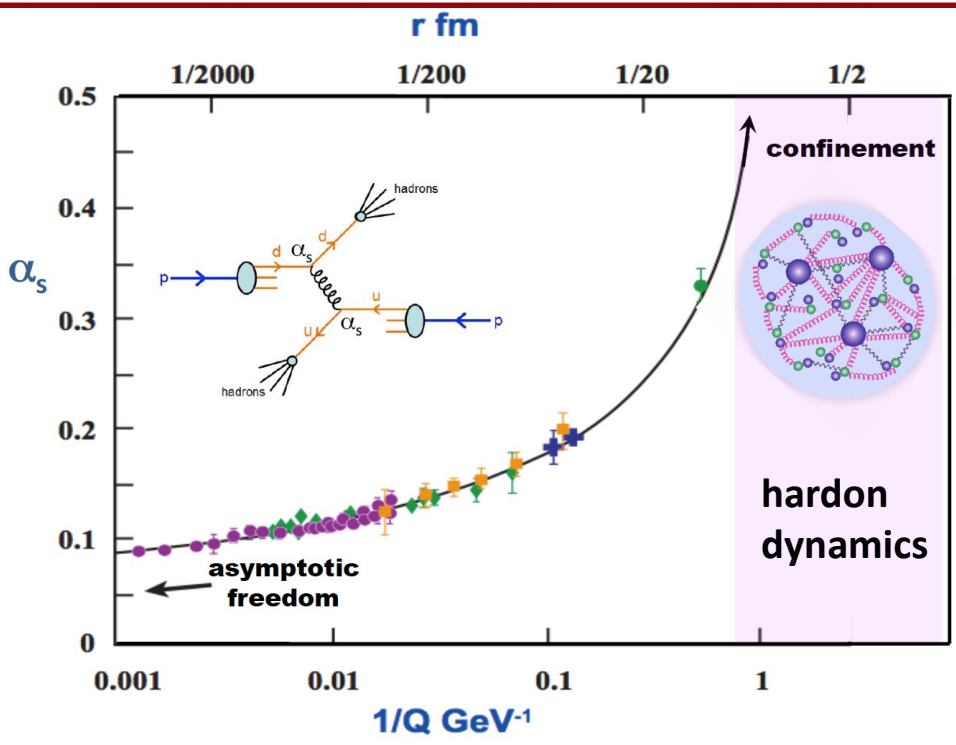 r fm
1/2000 1/200 1/20 1/2
0.5
confinement
hadrons
0.4
d
αs
d
αs
p
u
0.3
p
u
αs
hadrons
0.2
hardon
dynamics
0.1
asymptotic
freedom
0
0.001 0.01 0.1 1
1/Q GeV-1